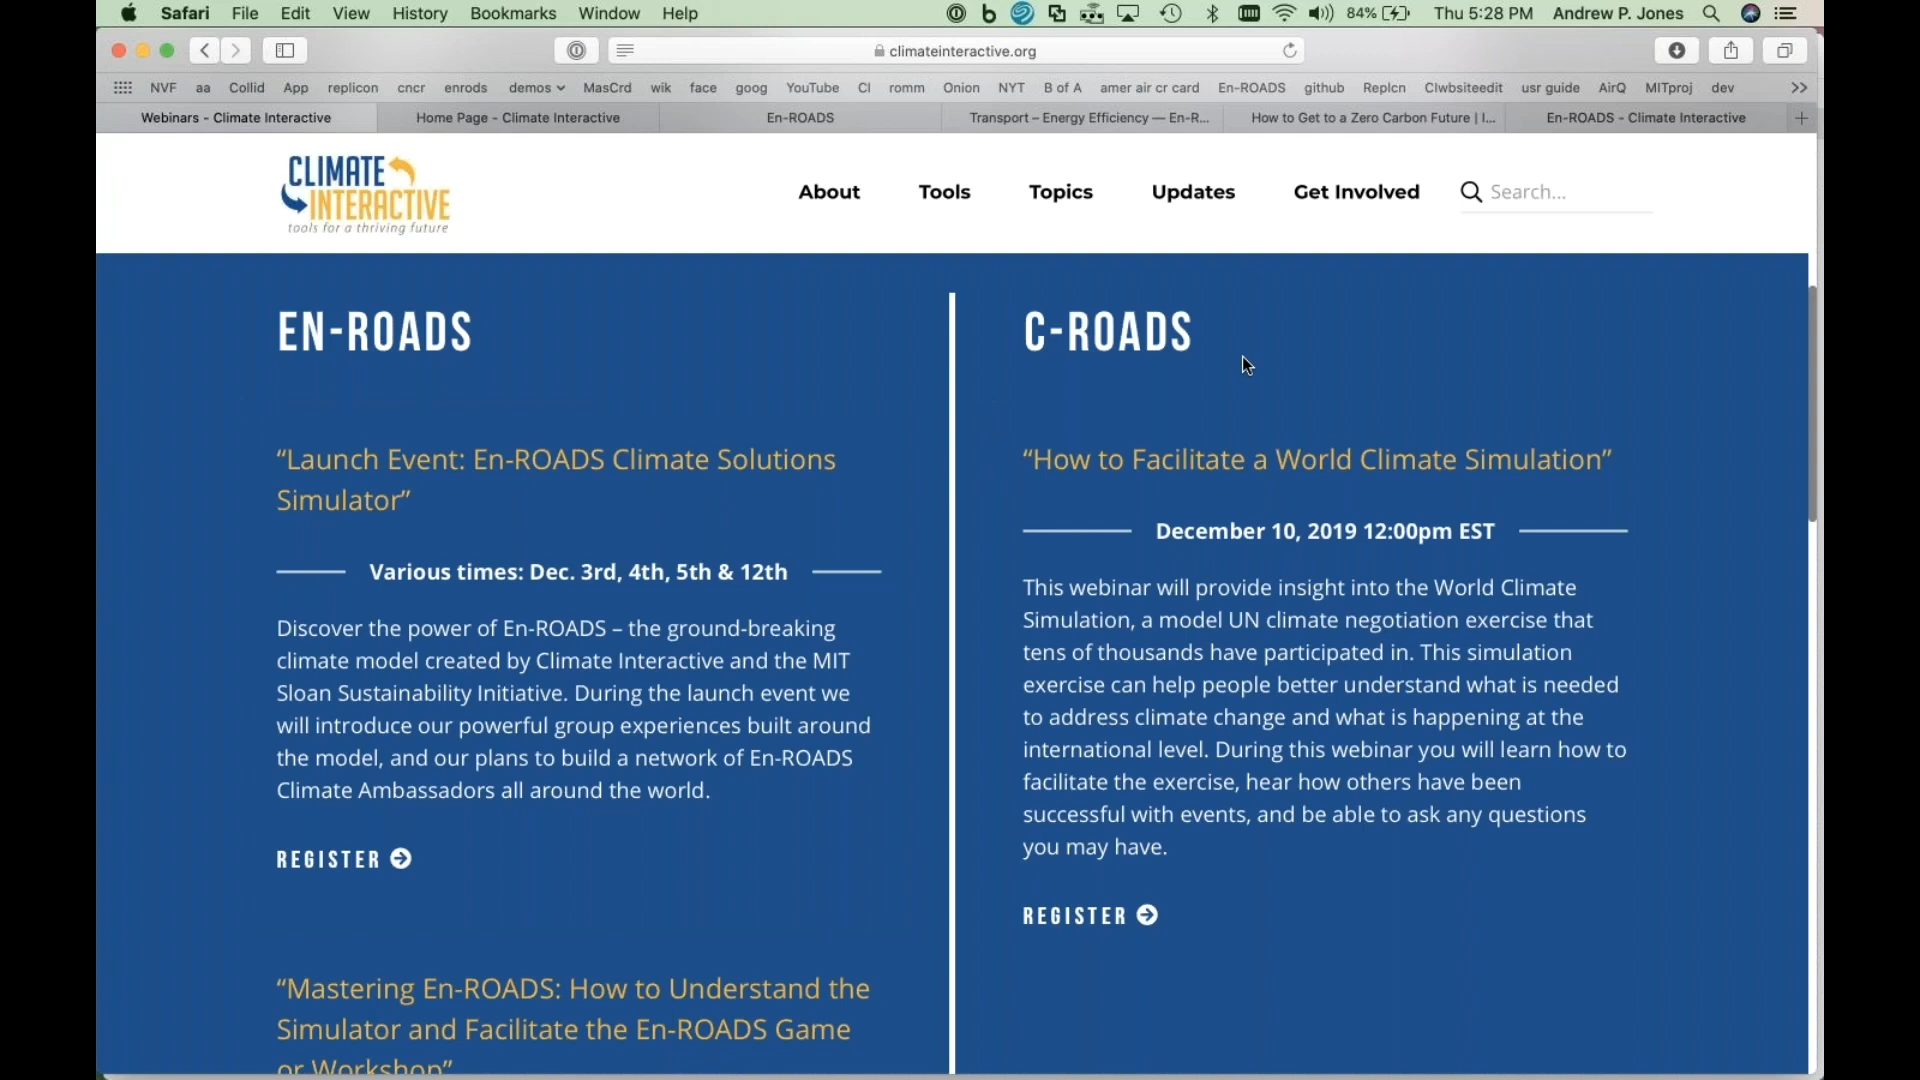 Safari File Edit View History Bookmarks Window Help 84% Thu 5:28 PM Andrew P. Jones
climateinteractive.org
NVF aa Collid App replicon cncr enrods demos MasCrd wik face goog YouTube CI romm Onion NYT B of A amer air cr card En-ROADS github Replcn CIwbsiteedit usr guide AirQ MITproj dev
Webinars - Climate Interactive Home Page - Climate Interactive En-ROADS Transport – Energy Efficiency — En-R... How to Get to a Zero Carbon Future | I... En-ROADS - Climate Interactive
CLIMATE
INTERACTIVE
tools for a thriving future
About Tools Topics Updates Get Involved Search...
EN-ROADS
“Launch Event: En-ROADS Climate Solutions
Simulator”
Various times: Dec. 3rd, 4th, 5th & 12th
Discover the power of En-ROADS – the ground-breaking
climate model created by Climate Interactive and the MIT
Sloan Sustainability Initiative. During the launch event we
will introduce our powerful group experiences built around
the model, and our plans to build a network of En-ROADS
Climate Ambassadors all around the world.
REGISTER
“Mastering En-ROADS: How to Understand the
Simulator and Facilitate the En-ROADS Game
or Workshop”
C-ROADS
“How to Facilitate a World Climate Simulation”
December 10, 2019 12:00pm EST
This webinar will provide insight into the World Climate
Simulation, a model UN climate negotiation exercise that
tens of thousands have participated in. This simulation
exercise can help people better understand what is needed
to address climate change and what is happening at the
international level. During this webinar you will learn how to
facilitate the exercise, hear how others have been
successful with events, and be able to ask any questions
you may have.
REGISTER